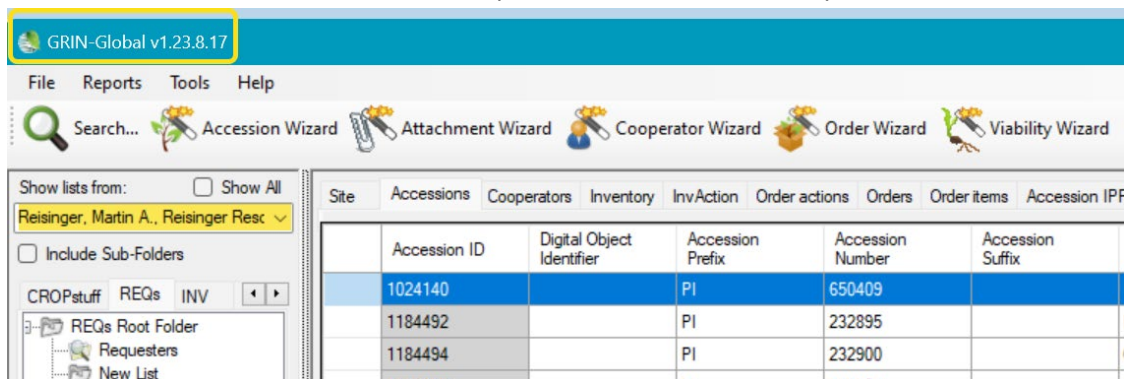 GRIN-Global v1.23.8.17
File Reports Tools Help
Search... Accession Wizard Attachment Wizard Cooperator Wizard Order Wizard Viability Wizard
Show lists from: Show All
Reisinger, Martin A., Reisinger Resc
Include Sub-Folders
CROPstuff REQs INV
REQs Root Folder
Requesters
New List
Site Accessions Cooperators Inventory InvAction Order actions Orders Order items Accession IPR
Accession ID Digital Object Identifier Accession Prefix Accession Number Accession Suffix
1024140 PI 650409
1184492 PI 232895
1184494 PI 232900